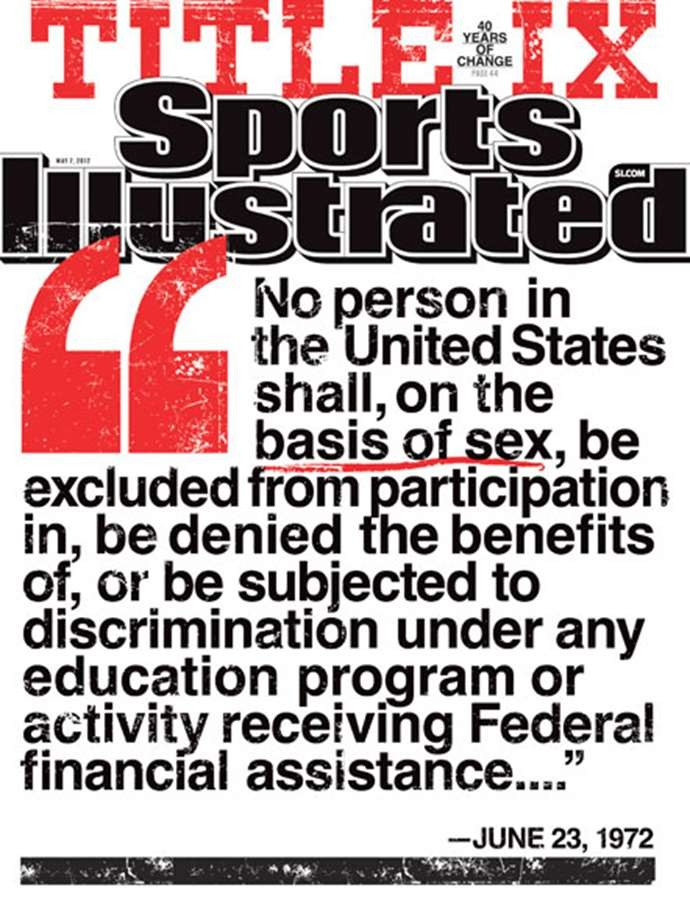 TITLE IX
40
YEARS
OF
CHANGE
PAGE 44
Sports
MAY 7, 2012
SI.COM
Illustrated
“No person in
the United States
shall, on the
basis of sex, be
excluded from participation
in, be denied the benefits
of, or be subjected to
discrimination under any
education program or
activity receiving Federal
financial assistance....”
—JUNE 23, 1972